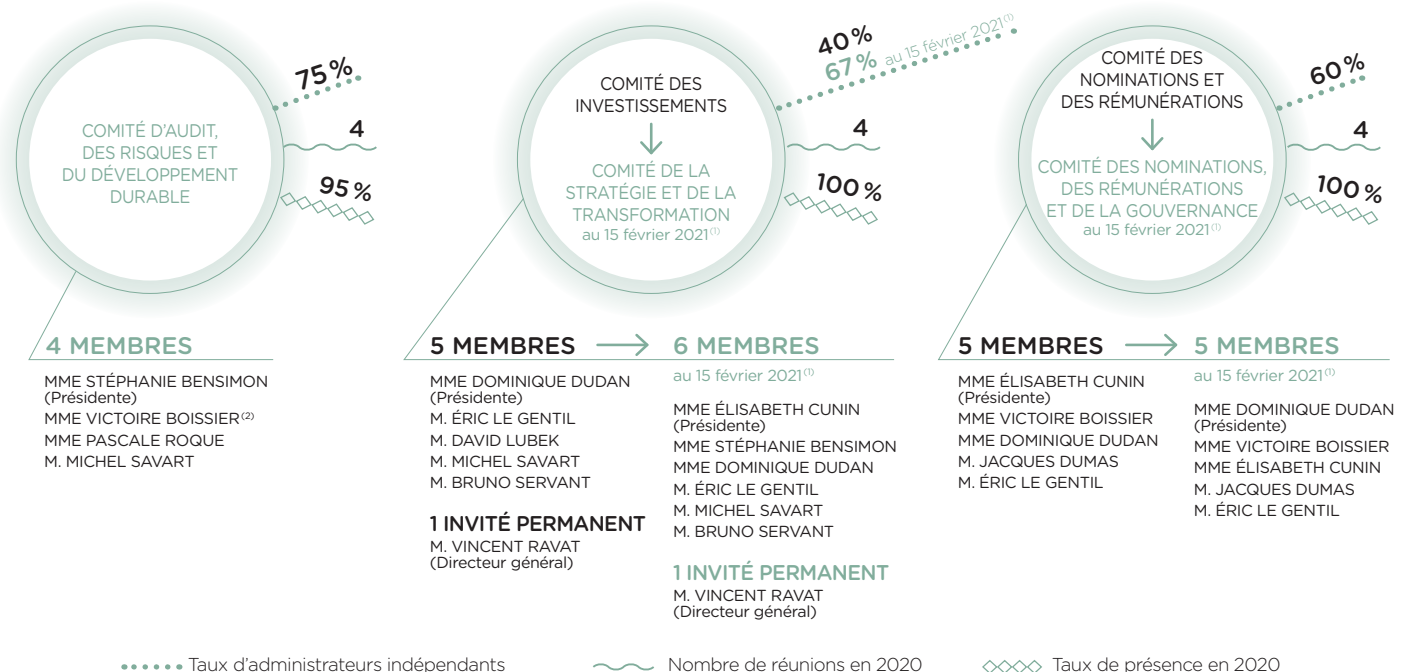 75 %
4
95 %
COMITÉ D'AUDIT,
DES RISQUES ET
DU DÉVELOPPEMENT
DURABLE
4 MEMBRES
MME STÉPHANIE BENSIMON
(Présidente)
MME VICTOIRE BOISSIER(2)
MME PASCALE ROQUE
M. MICHEL SAVART
40 %
67 % au 15 février 2021(1)
4
100 %
COMITÉ DES
INVESTISSEMENTS
COMITÉ DE LA
STRATÉGIE ET DE LA
TRANSFORMATION
au 15 février 2021(1)
5 MEMBRES
MME DOMINIQUE DUDAN
(Présidente)
M. ÉRIC LE GENTIL
M. DAVID LUBEK
M. MICHEL SAVART
M. BRUNO SERVANT
1 INVITÉ PERMANENT
M. VINCENT RAVAT
(Directeur général)
6 MEMBRES
au 15 février 2021(1)
MME ÉLISABETH CUNIN
(Présidente)
MME STÉPHANIE BENSIMON
MME DOMINIQUE DUDAN
M. ÉRIC LE GENTIL
M. MICHEL SAVART
M. BRUNO SERVANT
1 INVITÉ PERMANENT
M. VINCENT RAVAT
(Directeur général)
60 %
4
100 %
COMITÉ DES
NOMINATIONS ET
DES RÉMUNÉRATIONS
COMITÉ DES NOMINATIONS,
DES RÉMUNÉRATIONS
ET DE LA GOUVERNANCE
au 15 février 2021(1)
5 MEMBRES
MME ÉLISABETH CUNIN
(Présidente)
MME VICTOIRE BOISSIER
MME DOMINIQUE DUDAN
M. JACQUES DUMAS
M. ÉRIC LE GENTIL
5 MEMBRES
au 15 février 2021(1)
MME DOMINIQUE DUDAN
(Présidente)
MME VICTOIRE BOISSIER
MME ÉLISABETH CUNIN
M. JACQUES DUMAS
M. ÉRIC LE GENTIL
Taux d'administrateurs indépendants
Nombre de réunions en 2020
Taux de présence en 2020